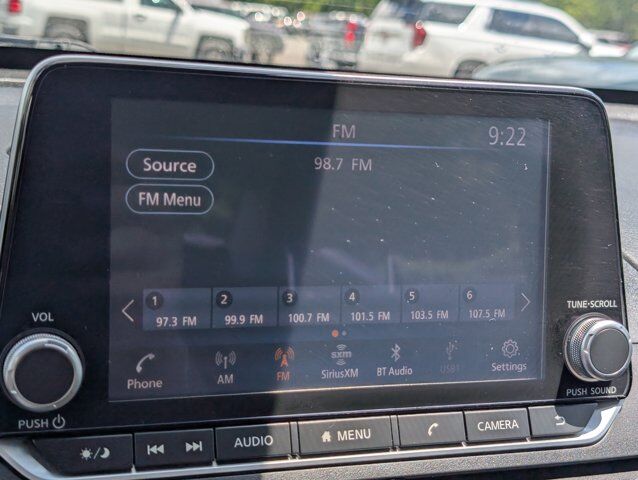 FM 9:22
Source 98.7 FM
FM Menu
1 2 3 4 5 6
97.3 FM 99.9 FM 100.7 FM 101.5 FM 103.5 FM 107.5 FM
VOL
TUNE·SCROLL
Phone AM FM sxm SiriusXM BT Audio USB1 Settings
PUSH
PUSH SOUND
AUDIO MENU CAMERA